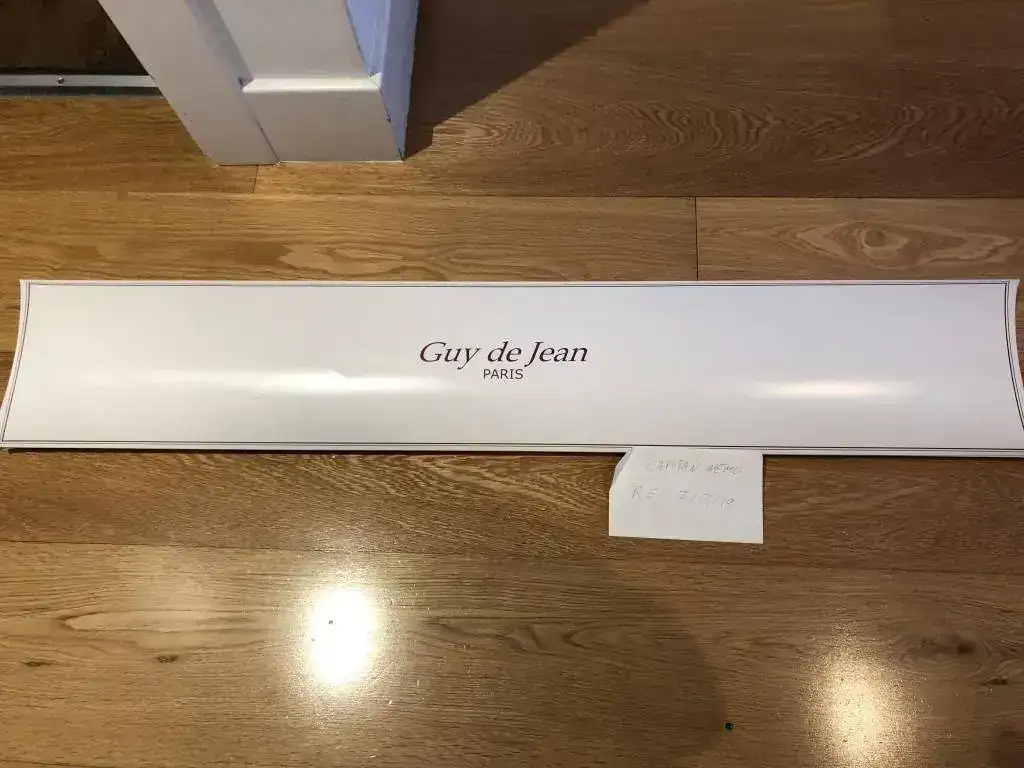 Guy de Jean
PARIS
CAPITAN NEMO
R E